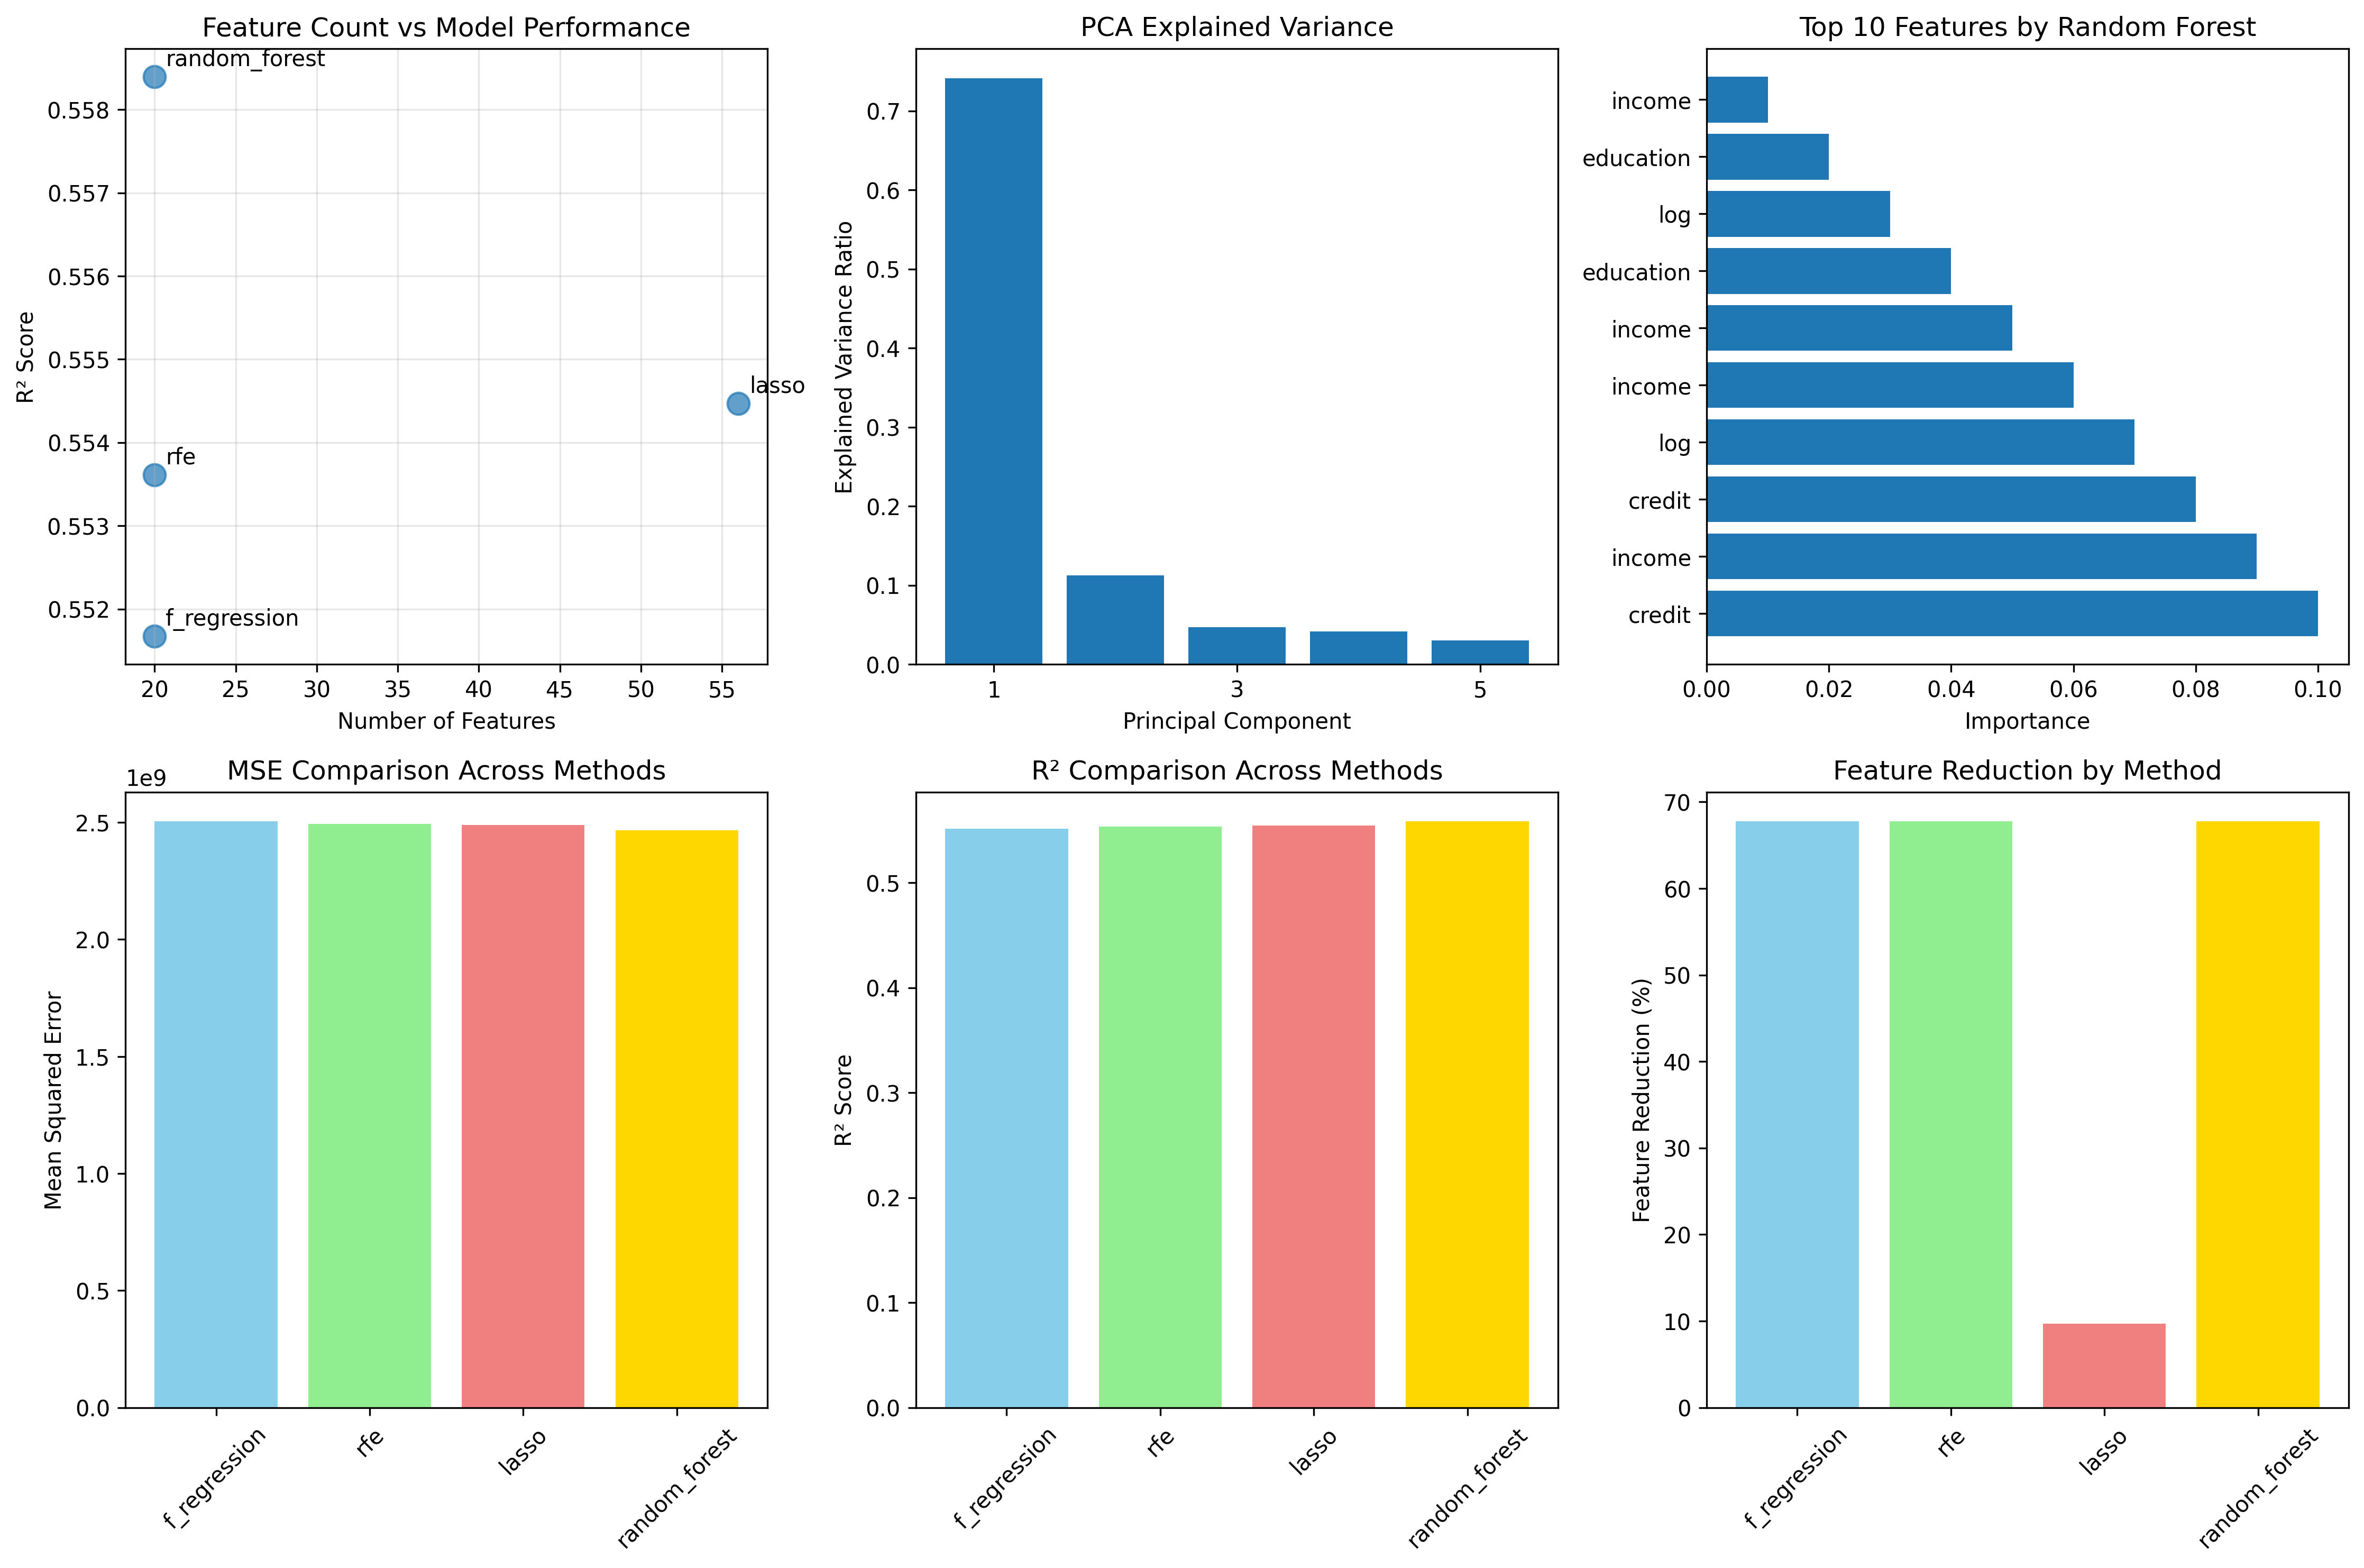 Feature Count vs Model Performance
random_forest
0.558
0.557
0.556
0.555
lasso
0.554
rfe
0.553
0.552
f_regression
R² Score
20 25 30 35 40 45 50 55
Number of Features
PCA Explained Variance
0.7
0.6
0.5
0.4
0.3
0.2
0.1
0.0
Explained Variance Ratio
1 3 5
Principal Component
Top 10 Features by Random Forest
income
education
log
education
income
income
log
credit
income
credit
0.00 0.02 0.04 0.06 0.08 0.10
Importance
MSE Comparison Across Methods
1e9
2.5
2.0
1.5
1.0
0.5
0.0
Mean Squared Error
f_regression
rfe
lasso
random_forest
R² Comparison Across Methods
0.5
0.4
0.3
0.2
0.1
0.0
R² Score
f_regression
rfe
lasso
random_forest
Feature Reduction by Method
70
60
50
40
30
20
10
0
Feature Reduction (%)
f_regression
rfe
lasso
random_forest